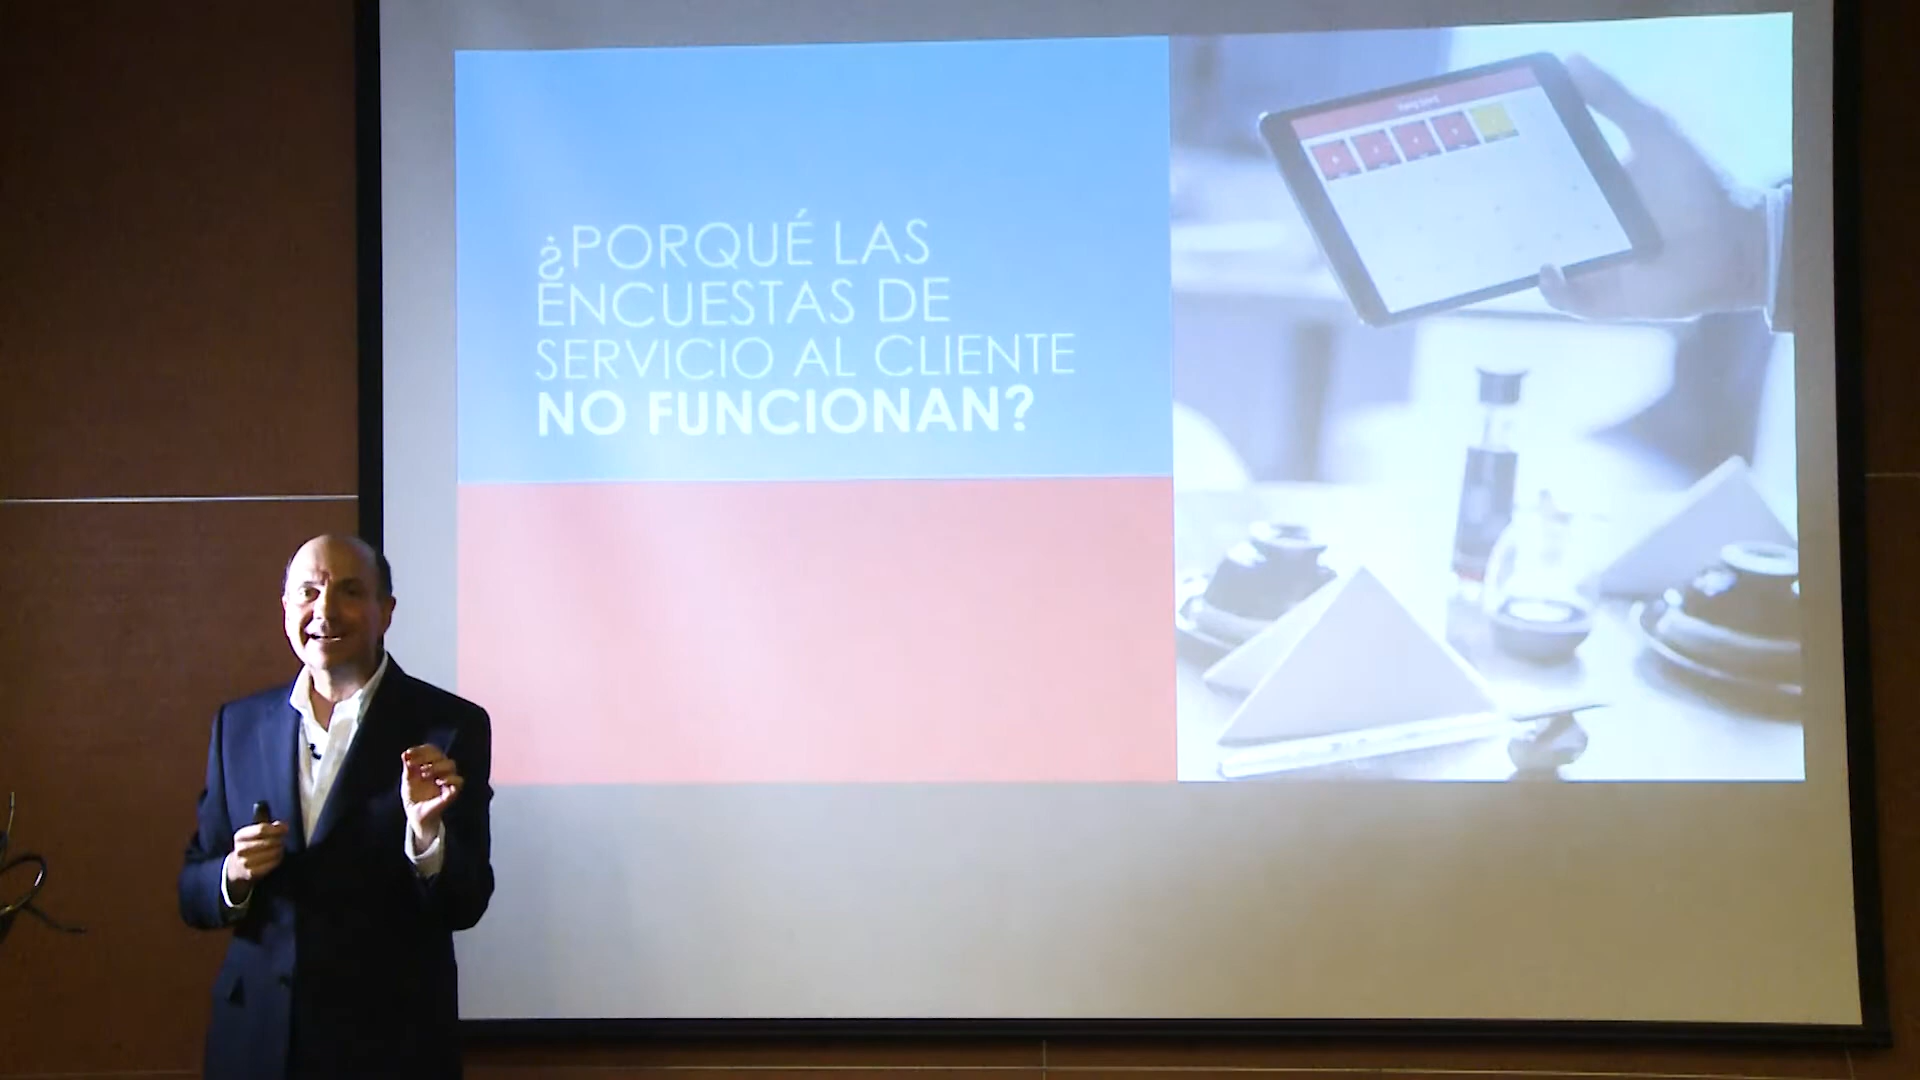 ¿PORQUÉ LAS
ENCUESTAS DE
SERVICIO AL CLIENTE
NO FUNCIONAN?